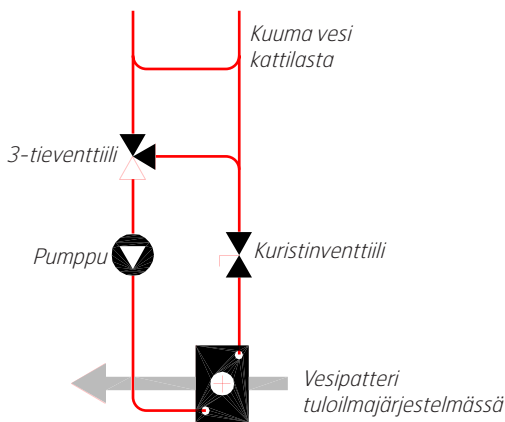 Kuuma vesi
kattilasta
3-tieventtiili
Pumppu
Kuristinventtiili
Vesipatteri
tuloilmajärjestelmässä